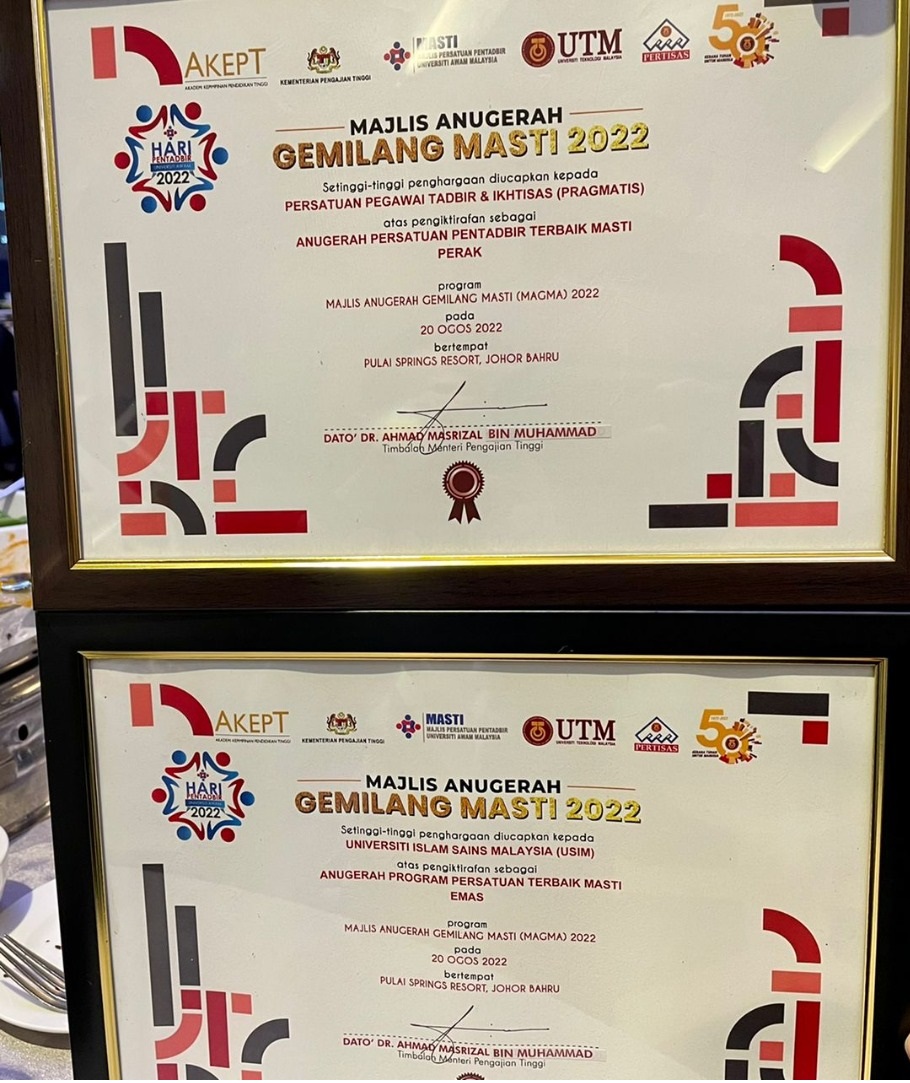 AKEPT
AKADEMI KEPIMPINAN PENDIDIKAN TINGGI
KEMENTERIAN PENGAJIAN TINGGI
MASTI
MAJLIS PERSATUAN PENTADBIR
UNIVERSITI AWAM MALAYSIA
UTM
UNIVERSITI TEKNOLOGI MALAYSIA
PERTISAS
50
HARI
PENTADBIR
2022
MAJLIS ANUGERAH
GEMILANG MASTI 2022
Setinggi-tinggi penghargaan diucapkan kepada
PERSATUAN PEGAWAI TADBIR & IKHTISAS (PRAGMATIS)
atas pengiktirafan sebagai
ANUGERAH PERSATUAN PENTADBIR TERBAIK MASTI
PERAK
program
MAJLIS ANUGERAH GEMILANG MASTI (MAGMA) 2022
pada
20 OGOS 2022
bertempat
PULAI SPRINGS RESORT, JOHOR BAHRU
DATO' DR. AHMAD MASRIZAL BIN MUHAMMAD
Timbalan Menteri Pengajian Tinggi
AKEPT
AKADEMI KEPIMPINAN PENDIDIKAN TINGGI
KEMENTERIAN PENGAJIAN TINGGI
MASTI
MAJLIS PERSATUAN PENTADBIR
UNIVERSITI AWAM MALAYSIA
UTM
UNIVERSITI TEKNOLOGI MALAYSIA
PERTISAS
50
HARI
PENTADBIR
2022
MAJLIS ANUGERAH
GEMILANG MASTI 2022
Setinggi-tinggi penghargaan diucapkan kepada
UNIVERSITI ISLAM SAINS MALAYSIA (USIM)
atas pengiktirafan sebagai
ANUGERAH PROGRAM PERSATUAN TERBAIK MASTI
EMAS
program
MAJLIS ANUGERAH GEMILANG MASTI (MAGMA) 2022
pada
20 OGOS 2022
bertempat
PULAI SPRINGS RESORT, JOHOR BAHRU
DATO' DR. AHMAD MASRIZAL BIN MUHAMMAD
Timbalan Menteri Pengajian Tinggi